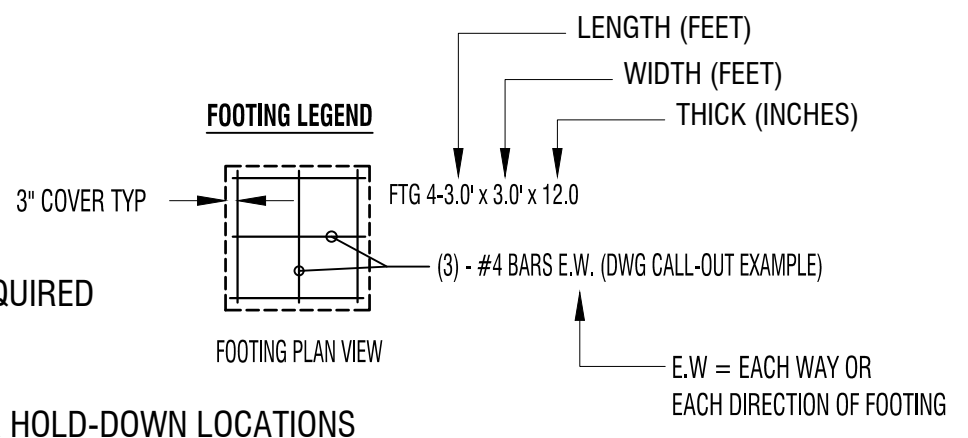 LENGTH (FEET)
WIDTH (FEET)
FOOTING LEGEND
THICK (INCHES)
3" COVER TYP
FTG 4-3.0' x 3.0' x 12.0
(3) - #4 BARS E.W. (DWG CALL-OUT EXAMPLE)
QUIRED
FOOTING PLAN VIEW
E.W = EACH WAY OR
EACH DIRECTION OF FOOTING
HOLD-DOWN LOCATIONS